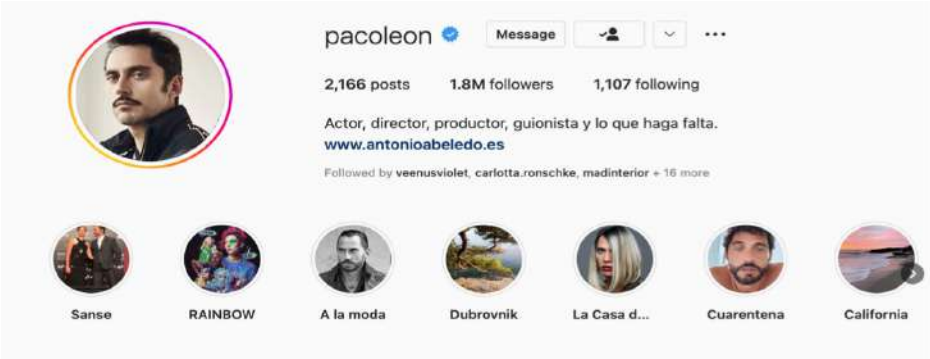 pacoleon Message
2,166 posts 1.8M followers 1,107 following
Actor, director, productor, guionista y lo que haga falta.
www.antonioabeledo.es
Followed by veenusviolet, carlotta.ronschke, madinterior + 16 more
Sanse RAINBOW A la moda Dubrovnik La Casa d... Cuarentena California